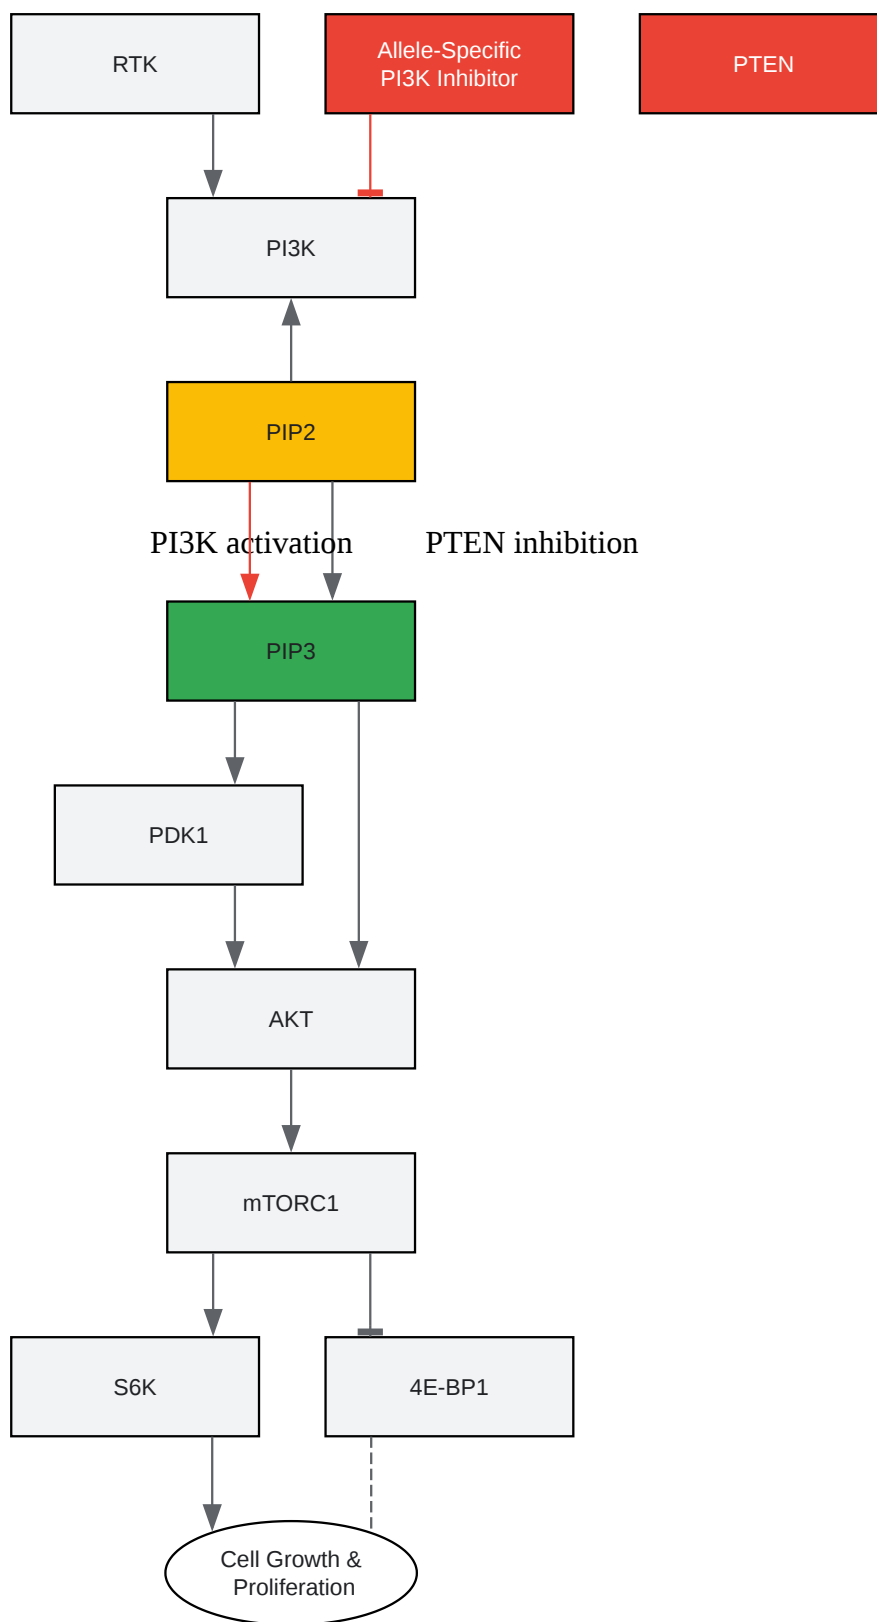 RTK
Allele-Specific
PI3K Inhibitor
PTEN
PI3K
PIP2
PI3K activation
PTEN inhibition
PIP3
PDK1
AKT
mTORC1
S6K
4E-BP1
Cell Growth &
Proliferation